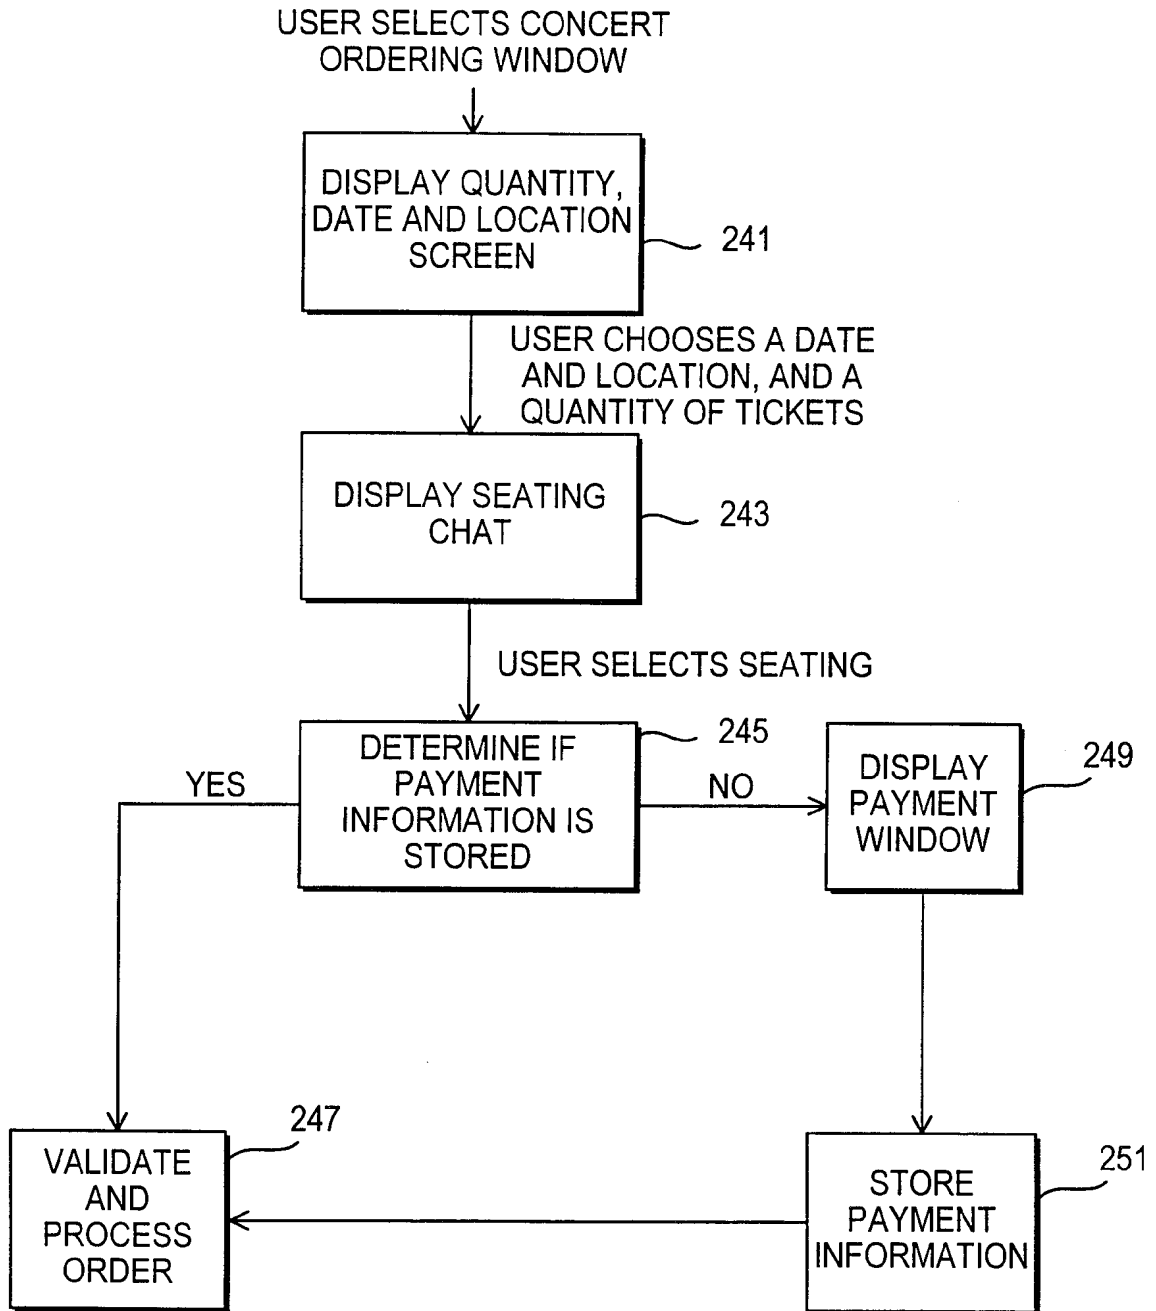 USER SELECTS CONCERT
ORDERING WINDOW
DISPLAY QUANTITY,
DATE AND LOCATION
SCREEN
241
USER CHOOSES A DATE
AND LOCATION, AND A
QUANTITY OF TICKETS
DISPLAY SEATING
CHAT
243
USER SELECTS SEATING
DETERMINE IF
PAYMENT
INFORMATION IS
STORED
245
YES
NO
DISPLAY
PAYMENT
WINDOW
249
VALIDATE
AND
PROCESS
ORDER
247
STORE
PAYMENT
INFORMATION
251